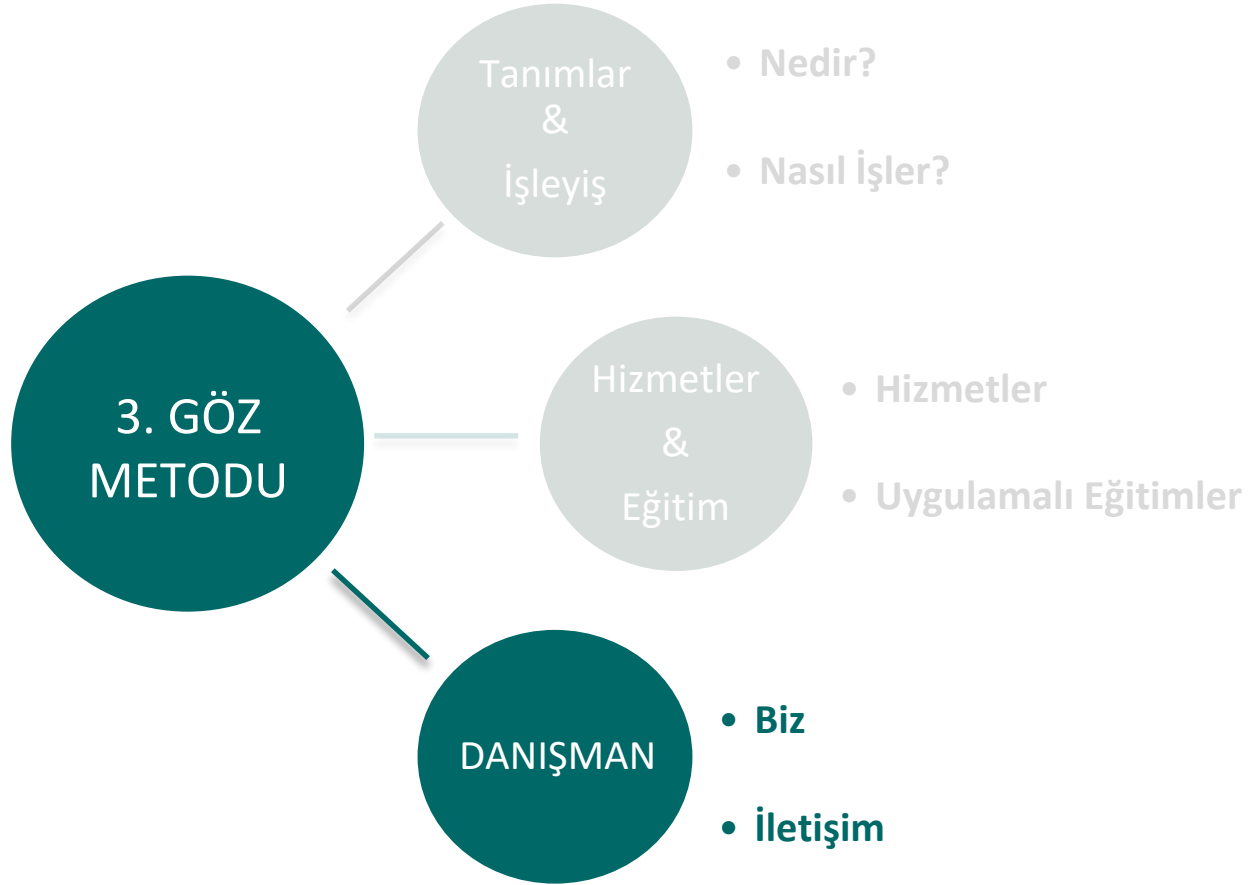 Tanımlar
&
İşleyiş
• Nedir?
• Nasıl İşler?
3. GÖZ
METODU
Hizmetler
&
Eğitim
• Hizmetler
• Uygulamalı Eğitimler
DANIŞMAN
• Biz
• İletişim